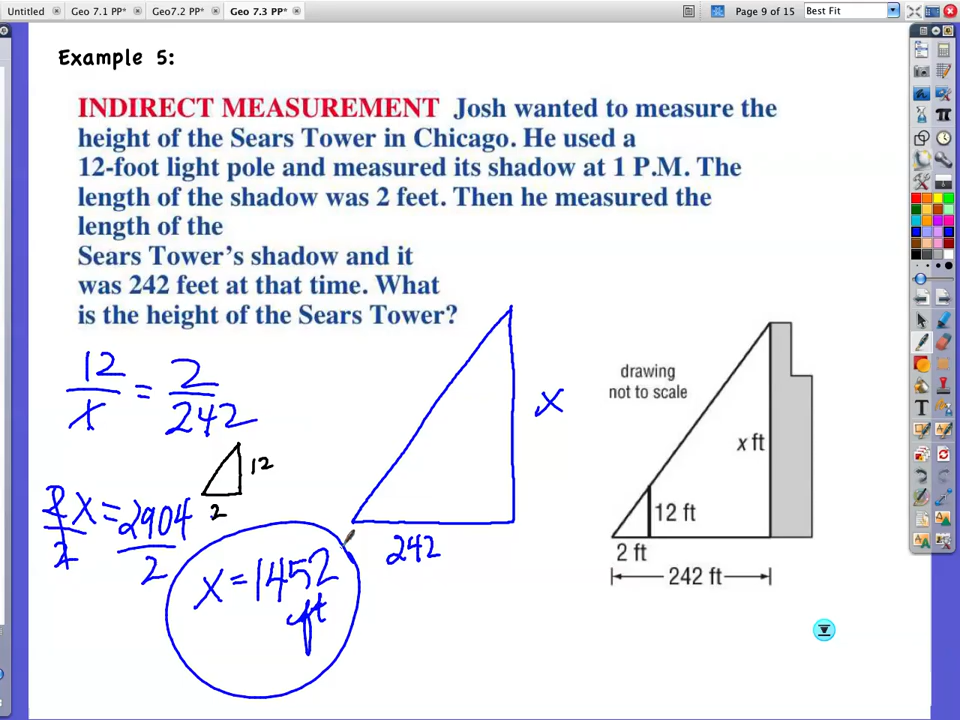 Untitled
Geo 7.1 PP*
Geo7.2 PP*
Geo 7.3 PP*
Page 9 of 15
Best Fit
Example 5:
INDIRECT MEASUREMENT Josh wanted to measure the
height of the Sears Tower in Chicago. He used a
12-foot light pole and measured its shadow at 1 P.M. The
length of the shadow was 2 feet. Then he measured the
length of the
Sears Tower's shadow and it
was 242 feet at that time. What
is the height of the Sears Tower?
12/x = 2/242
12
2
2x/2 = 2904/2
x = 1452
ft
x
242
drawing
not to scale
x ft
12 ft
2 ft
242 ft